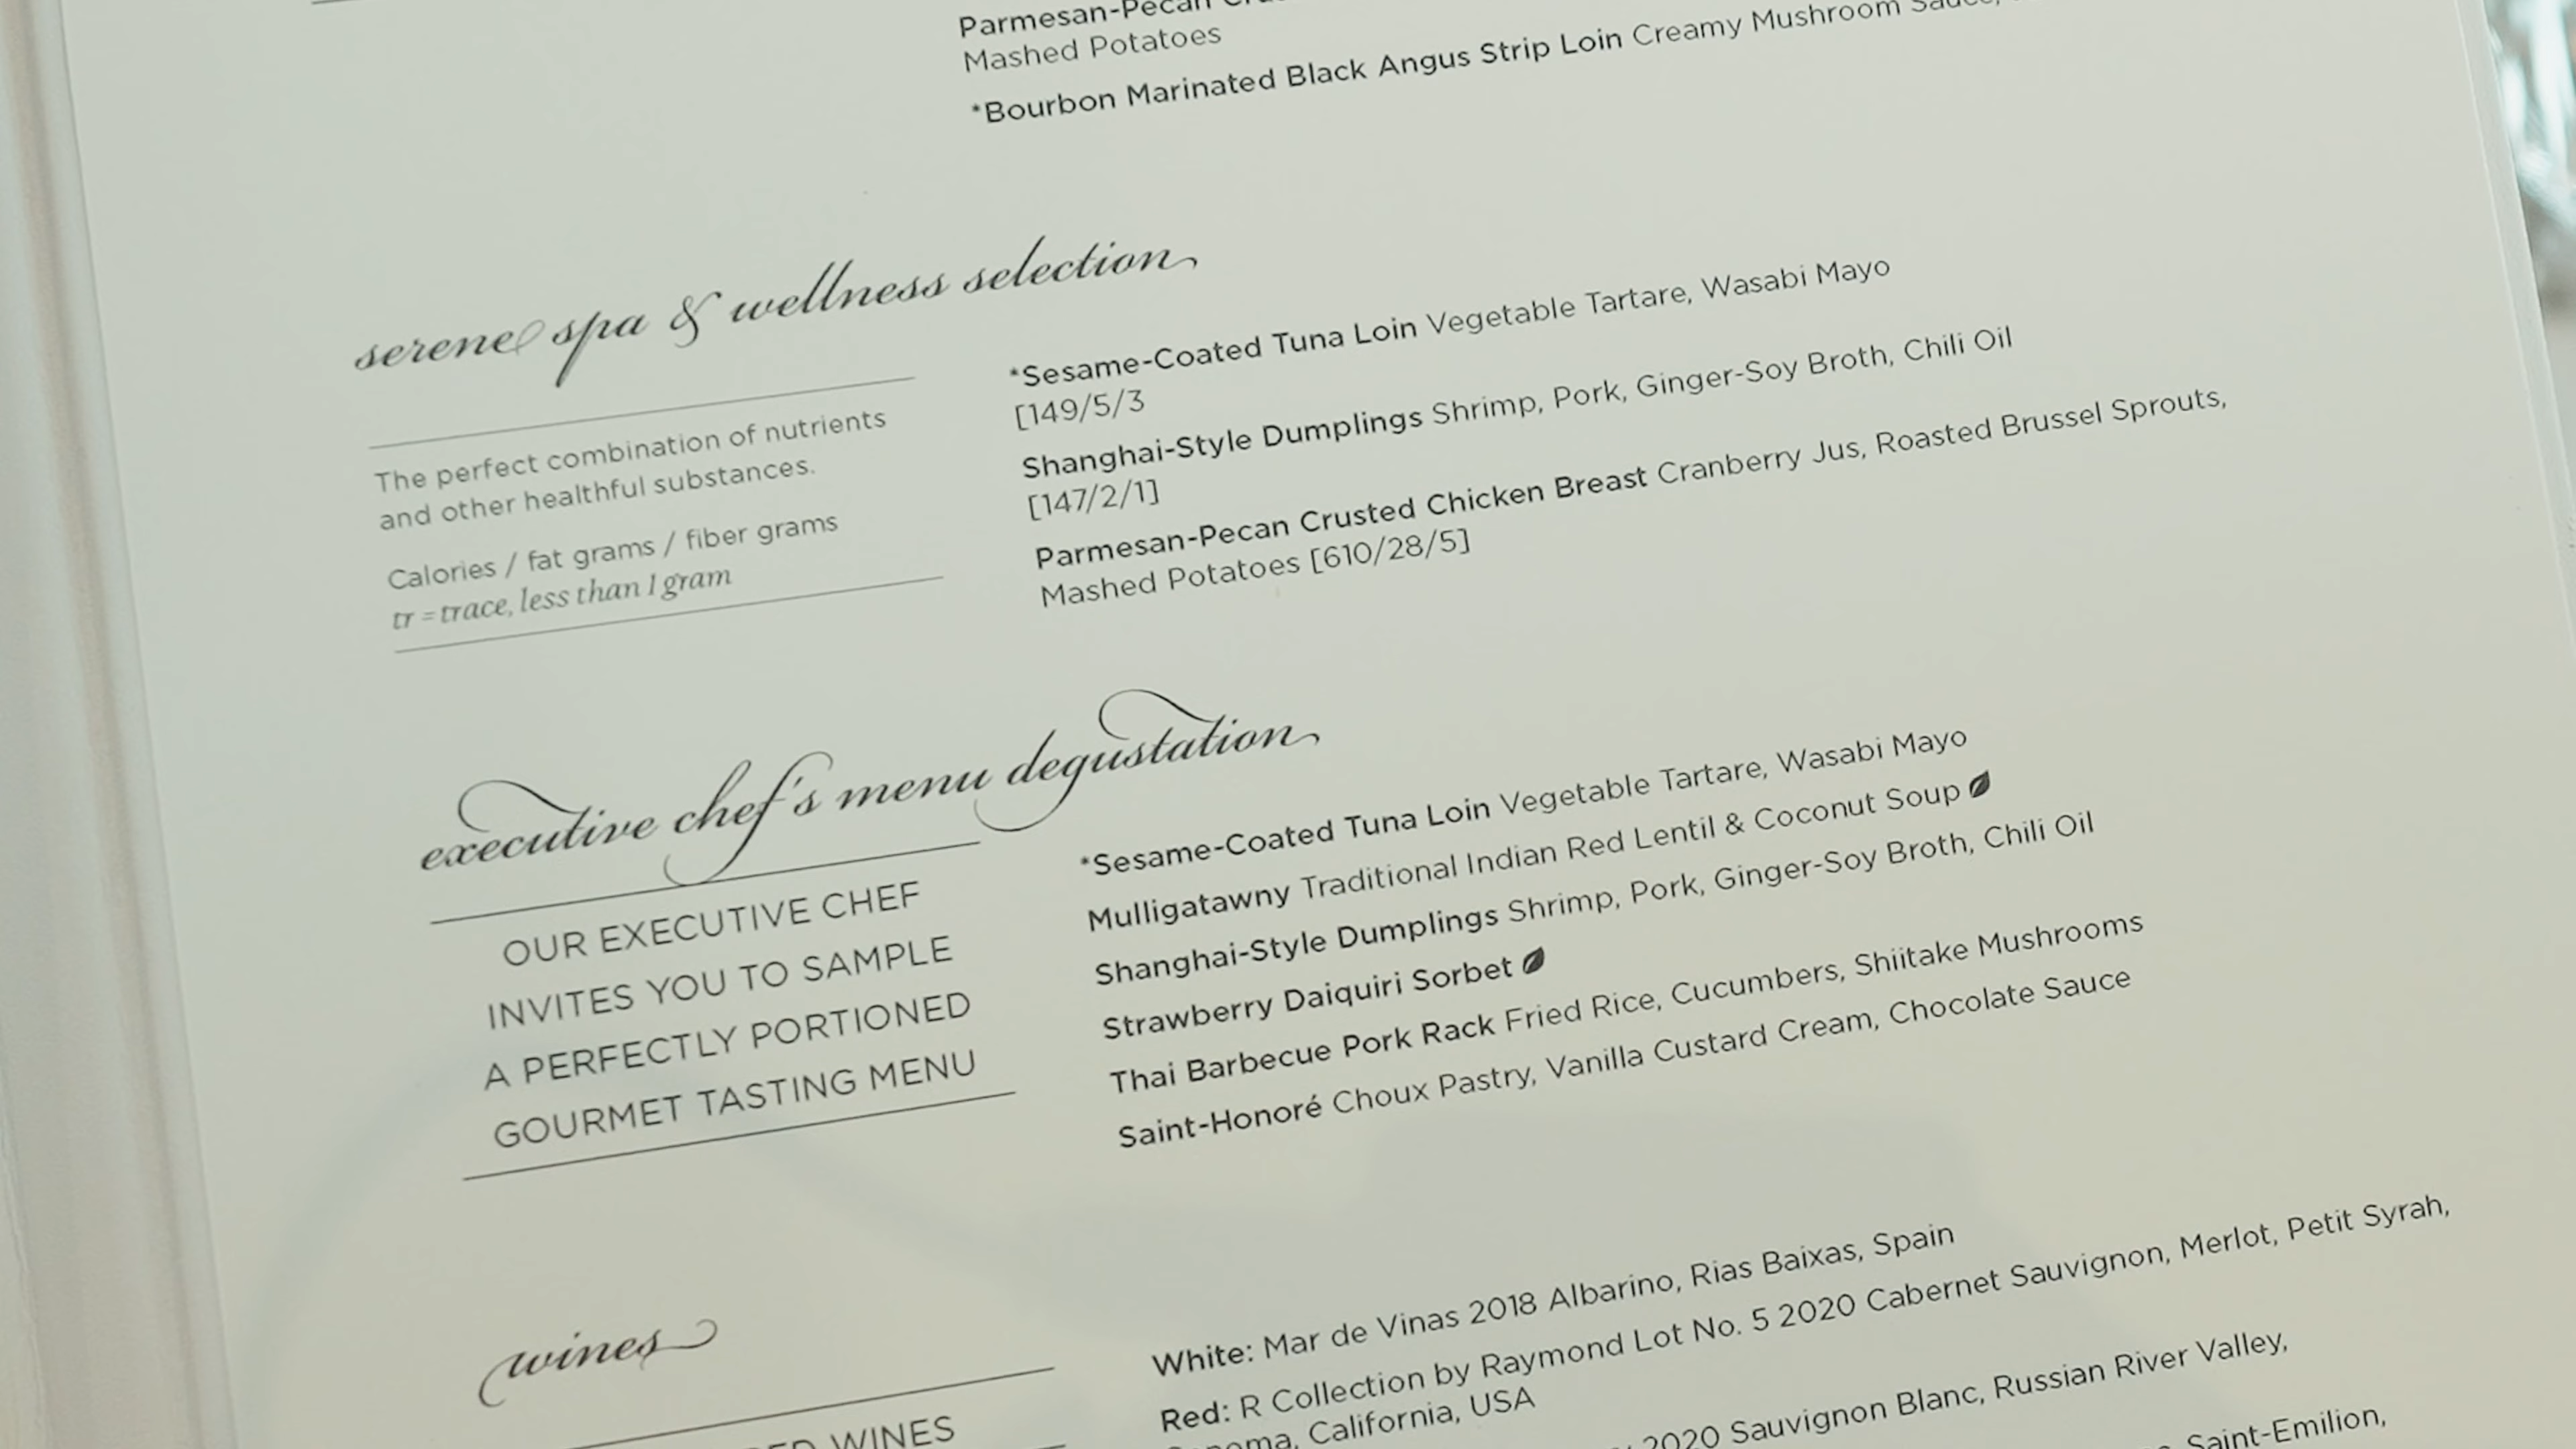 Parmesan-Pecan
Mashed Potatoes
*Bourbon Marinated Black Angus Strip Loin Creamy Mushroom Sauce,
serene spa & wellness selection
The perfect combination of nutrients
and other healthful substances.
Calories / fat grams / fiber grams
tr = trace, less than 1 gram
*Sesame-Coated Tuna Loin Vegetable Tartare, Wasabi Mayo
[149/5/3
Shanghai-Style Dumplings Shrimp, Pork, Ginger-Soy Broth, Chili Oil
[147/2/1]
Parmesan-Pecan Crusted Chicken Breast Cranberry Jus, Roasted Brussel Sprouts,
Mashed Potatoes [610/28/5]
executive chef's menu degustation
OUR EXECUTIVE CHEF
INVITES YOU TO SAMPLE
A PERFECTLY PORTIONED
GOURMET TASTING MENU
*Sesame-Coated Tuna Loin Vegetable Tartare, Wasabi Mayo
Mulligatawny Traditional Indian Red Lentil & Coconut Soup
Shanghai-Style Dumplings Shrimp, Pork, Ginger-Soy Broth, Chili Oil
Strawberry Daiquiri Sorbet
Thai Barbecue Pork Rack Fried Rice, Cucumbers, Shiitake Mushrooms
Saint-Honoré Choux Pastry, Vanilla Custard Cream, Chocolate Sauce
wines
WINES
White: Mar de Vinas 2018 Albarino, Rias Baixas, Spain
Red: R Collection by Raymond Lot No. 5 2020 Cabernet Sauvignon, Merlot, Petit Syrah,
California, USA
2020 Sauvignon Blanc, Russian River Valley,
Saint-Emilion,